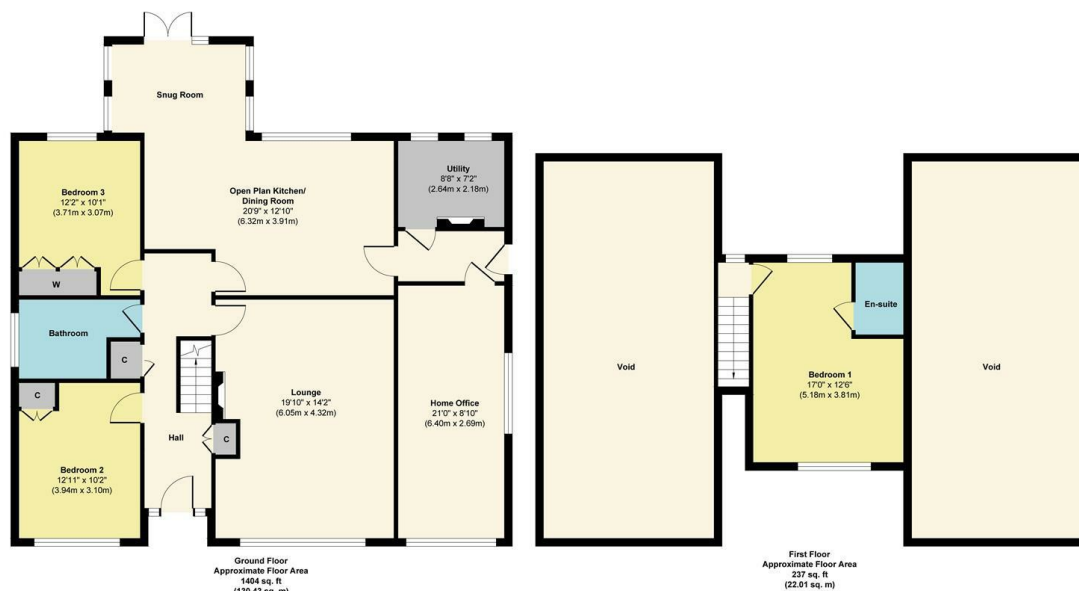 Snug Room
Bedroom 3
12'2" x 10'1"
(3.71m x 3.07m)
Open Plan Kitchen/
Dining Room
20'9" x 12'10"
(6.32m x 3.91m)
Utility
8'8" x 7'2"
(2.64m x 2.18m)
W
Bathroom
C
C
Bedroom 2
12'11" x 10'2"
(3.94m x 3.10m)
Hall
C
Lounge
19'10" x 14'2"
(6.05m x 4.32m)
Home Office
21'0" x 8'10"
(6.40m x 2.69m)
Ground Floor
Approximate Floor Area
1404 sq. ft
(130.43 sq. m)
Void
En-suite
Bedroom 1
17'0" x 12'6"
(5.18m x 3.81m)
Void
First Floor
Approximate Floor Area
237 sq. ft
(22.01 sq. m)